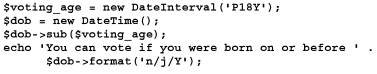 $voting_age = new DateInterval('P18Y');
$dob = new DateTime();
$dob->sub($voting_age);
echo 'You can vote if you were born on or before ' .
$dob->format('n/j/Y');